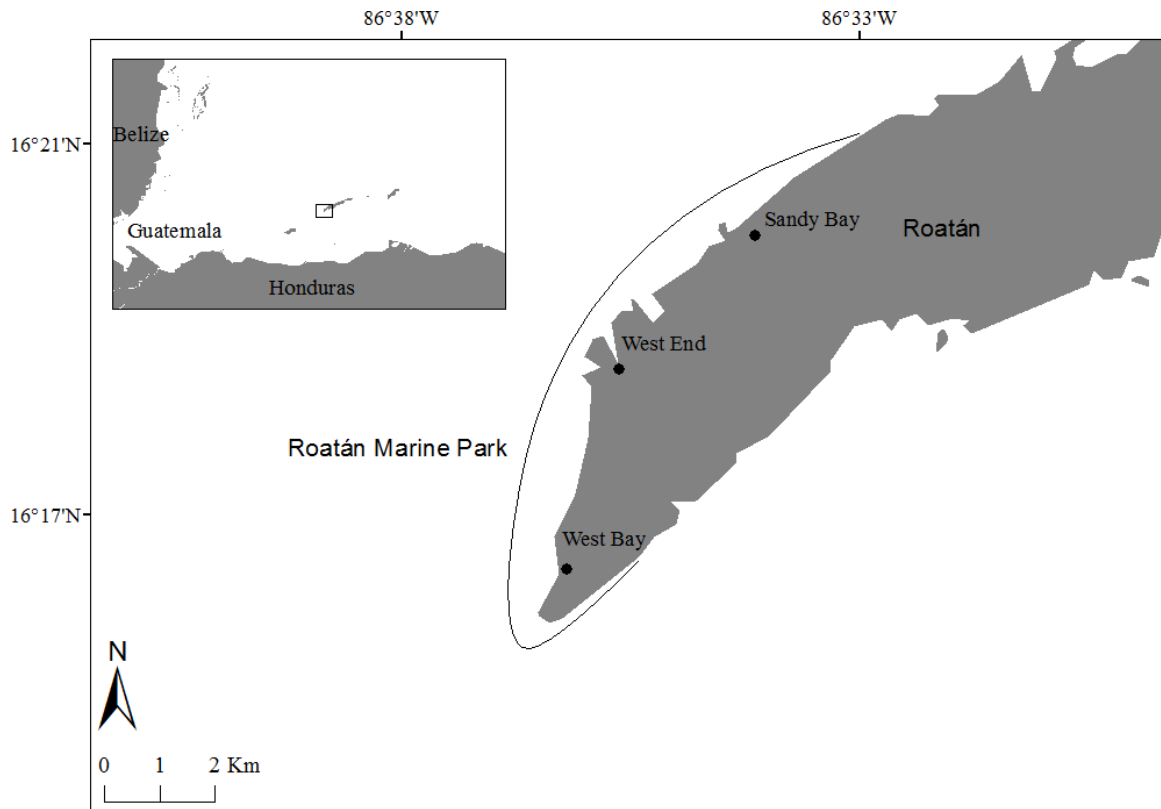 86°38'W
86°33'W
16°21'N
Belize
Guatemala
Honduras
Sandy Bay
Roatán
West End
Roatán Marine Park
16°17'N
West Bay
N
0 1 2 Km